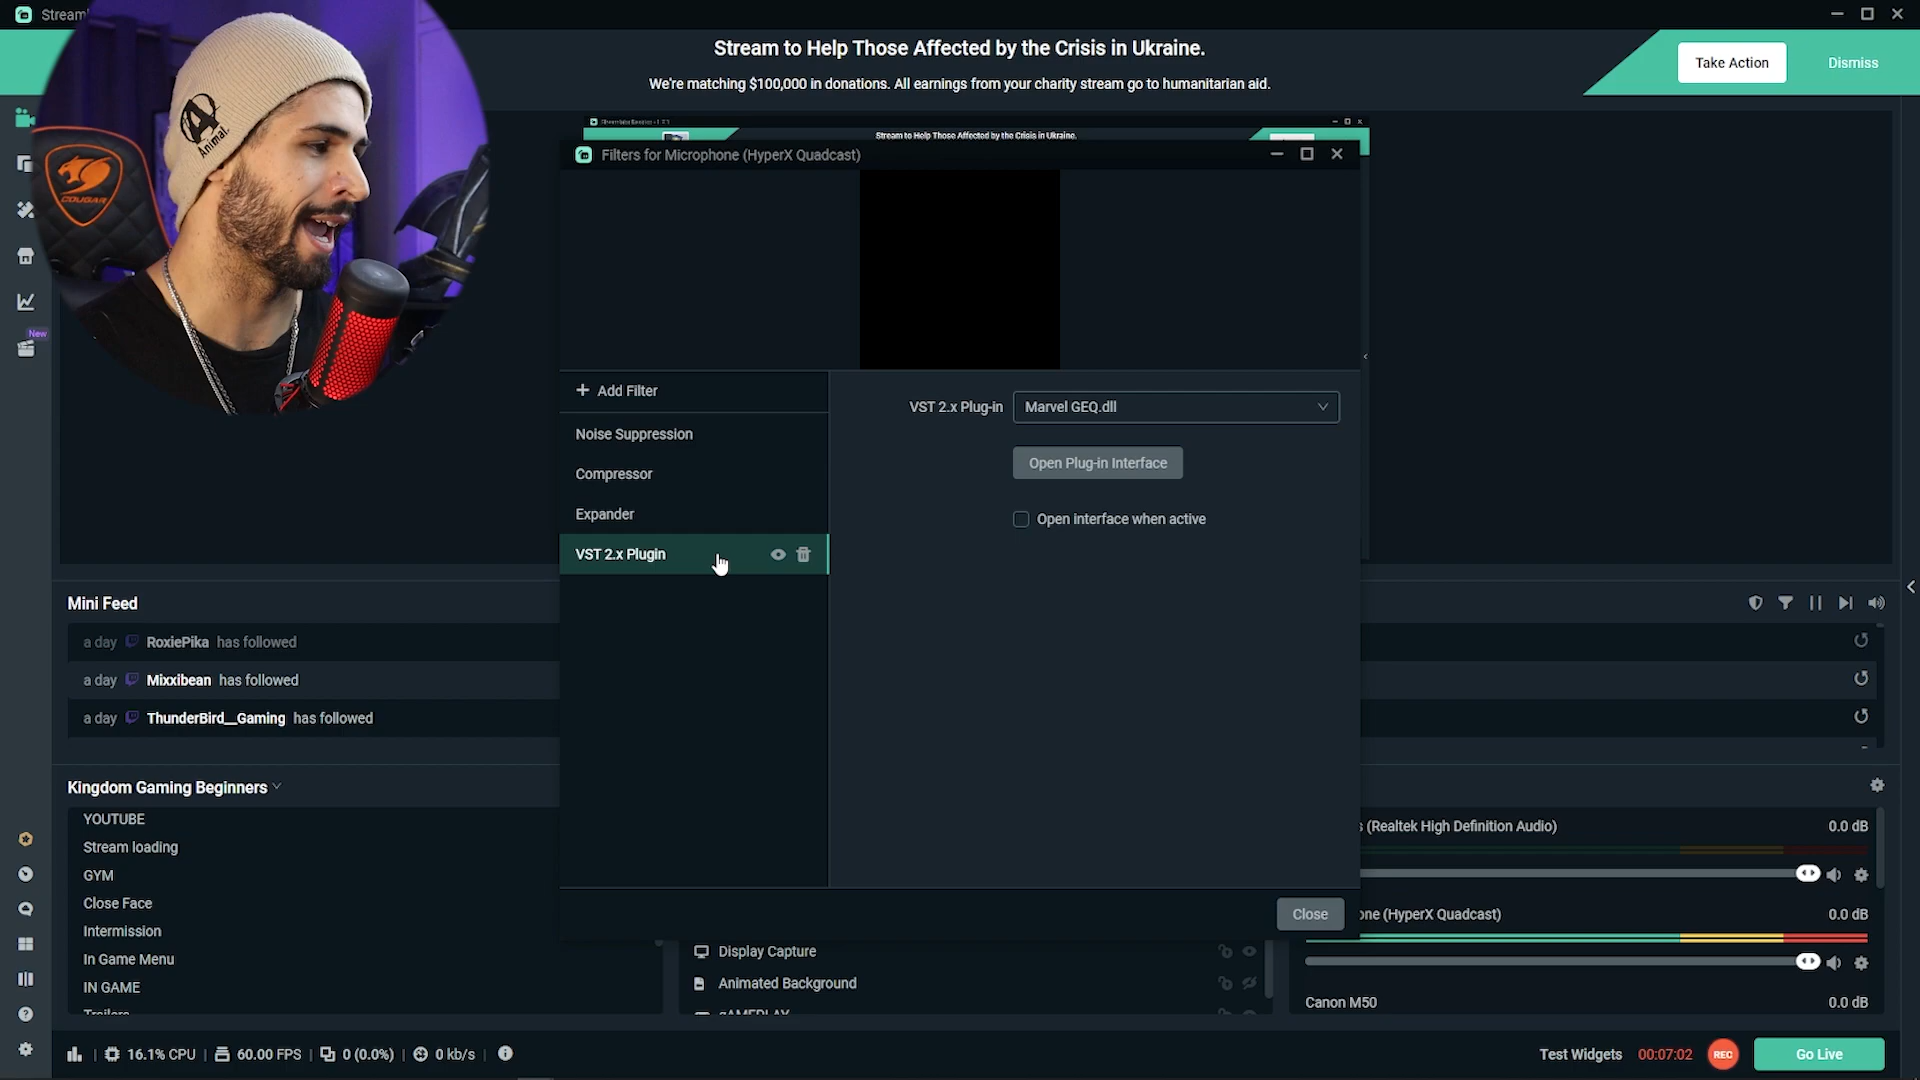 Stream
Stream to Help Those Affected by the Crisis in Ukraine.
We're matching $100,000 in donations. All earnings from your charity stream go to humanitarian aid.
Take Action
Dismiss
Animal.
COUGAR
New
Stream to Help Those Affected by the Crisis in Ukraine.
Filters for Microphone (HyperX Quadcast)
Add Filter
Noise Suppression
Compressor
Expander
VST 2.x Plugin
VST 2.x Plug-in
Marvel GEQ.dll
Open Plug-in Interface
Open interface when active
Close
Mini Feed
a day RoxiePika has followed
a day Mixxibean has followed
a day ThunderBird__Gaming has followed
Kingdom Gaming Beginners
YOUTUBE
Stream loading
GYM
Close Face
Intermission
In Game Menu
IN GAME
Trailers
Display Capture
Animated Background
gAMEPLAY
s (Realtek High Definition Audio)
0.0 dB
one (HyperX Quadcast)
0.0 dB
Canon M50
0.0 dB
16.1% CPU
60.00 FPS
0 (0.0%)
0 kb/s
Test Widgets
00:07:02
REC
Go Live